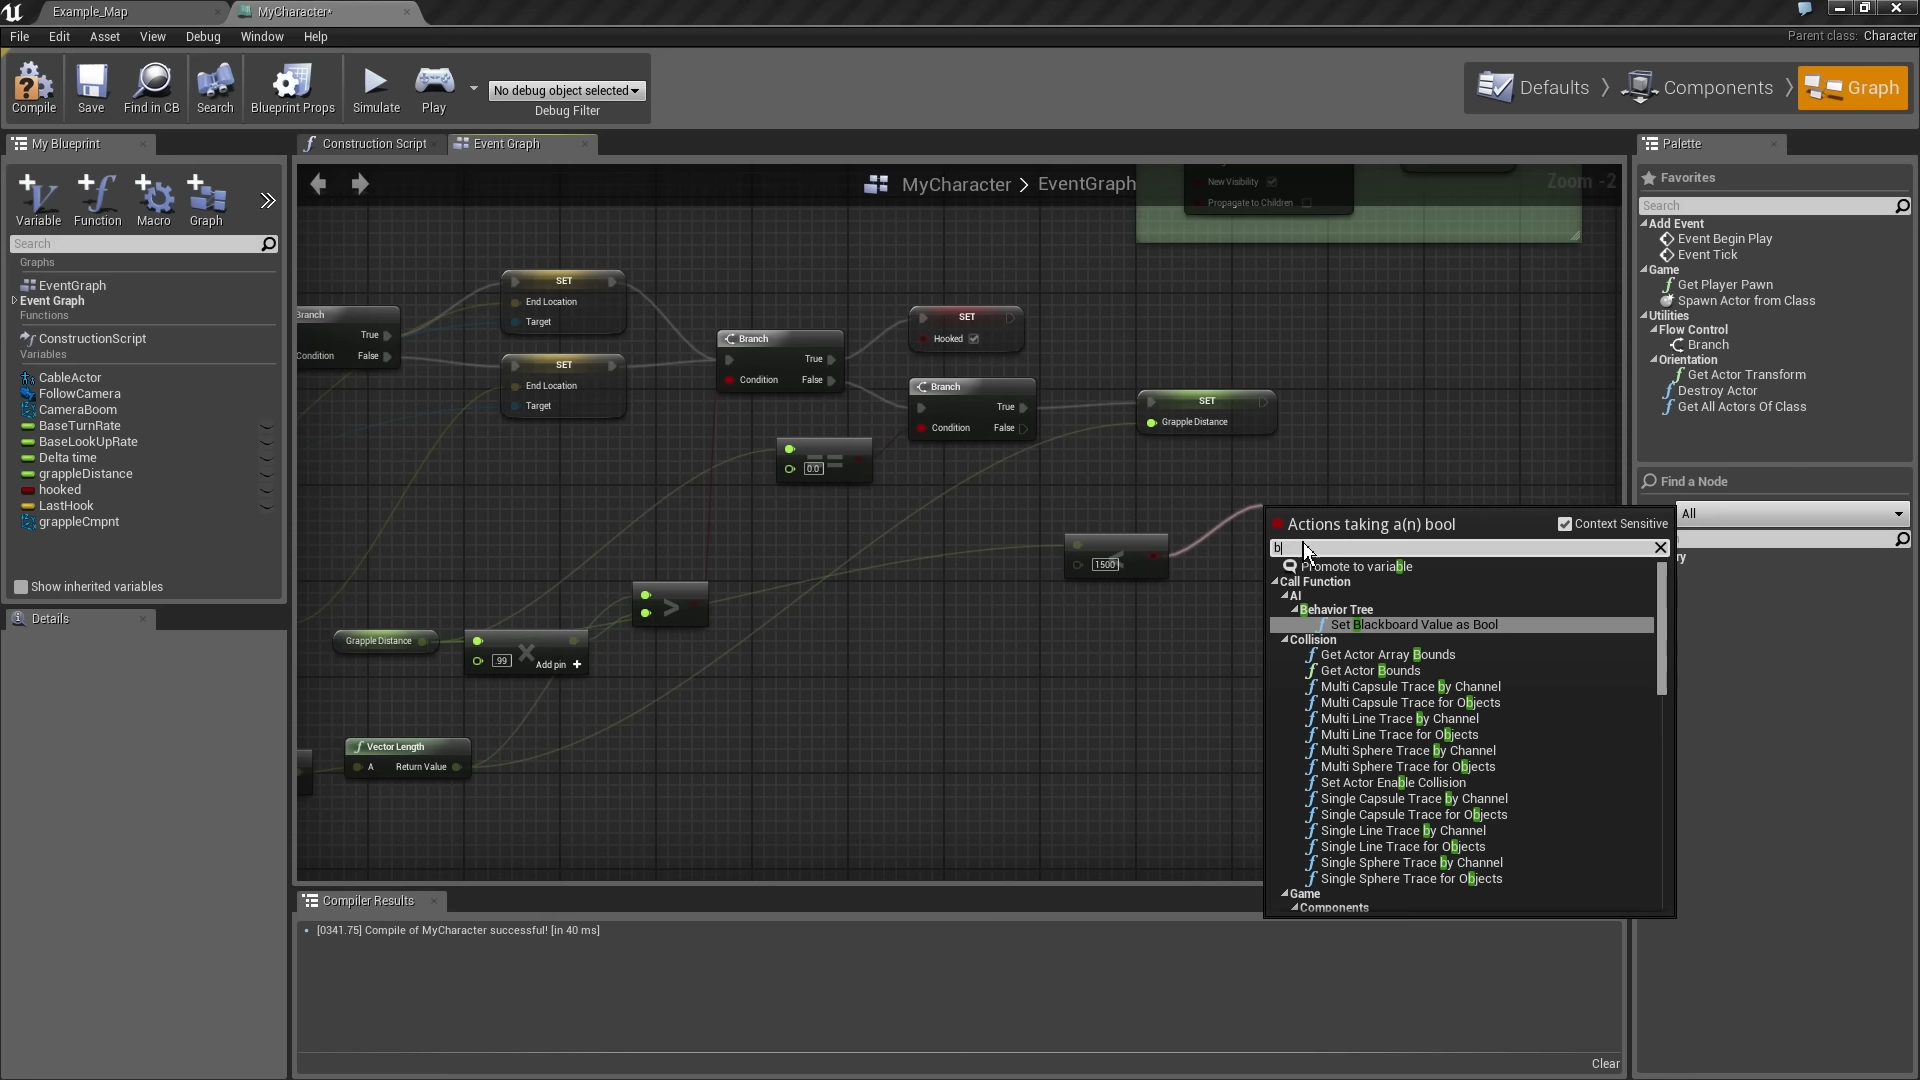 Example_Map
MyCharacter*
File Edit Asset View Debug Window Help
Parent class: Character
Compile
Save
Find in CB
Search
Blueprint Props
Simulate
Play
No debug object selected
Debug Filter
Defaults
Components
Graph
My Blueprint
Variable
Function
Macro
Graph
Search
Graphs
EventGraph
Event Graph
Functions
ConstructionScript
Variables
CableActor
FollowCamera
CameraBoom
BaseTurnRate
BaseLookUpRate
Delta time
grappleDistance
hooked
LastHook
grappleCmpnt
Show inherited variables
Details
Construction Script
Event Graph
MyCharacter > EventGraph
Zoom -2
New Visibility
Propagate to Children
Branch
True
Condition False
SET
End Location
Target
SET
End Location
Target
Branch
True
Condition False
SET
Hooked
Branch
True
Condition False
SET
Grapple Distance
==
0.0
<
1500
>
Grapple Distance
.99
Add pin +
Vector Length
A Return Value
Actions taking a(n) bool
Context Sensitive
b
Promote to variable
Call Function
AI
Behavior Tree
Set Blackboard Value as Bool
Collision
Get Actor Array Bounds
Get Actor Bounds
Multi Capsule Trace by Channel
Multi Capsule Trace for Objects
Multi Line Trace by Channel
Multi Line Trace for Objects
Multi Sphere Trace by Channel
Multi Sphere Trace for Objects
Set Actor Enable Collision
Single Capsule Trace by Channel
Single Capsule Trace for Objects
Single Line Trace by Channel
Single Line Trace for Objects
Single Sphere Trace by Channel
Single Sphere Trace for Objects
Game
Components
Compiler Results
[0341.75] Compile of MyCharacter successful! [in 40 ms]
Clear
Palette
Favorites
Search
Add Event
Event Begin Play
Event Tick
Game
Get Player Pawn
Spawn Actor from Class
Utilities
Flow Control
Branch
Orientation
Get Actor Transform
Destroy Actor
Get All Actors Of Class
Find a Node
All